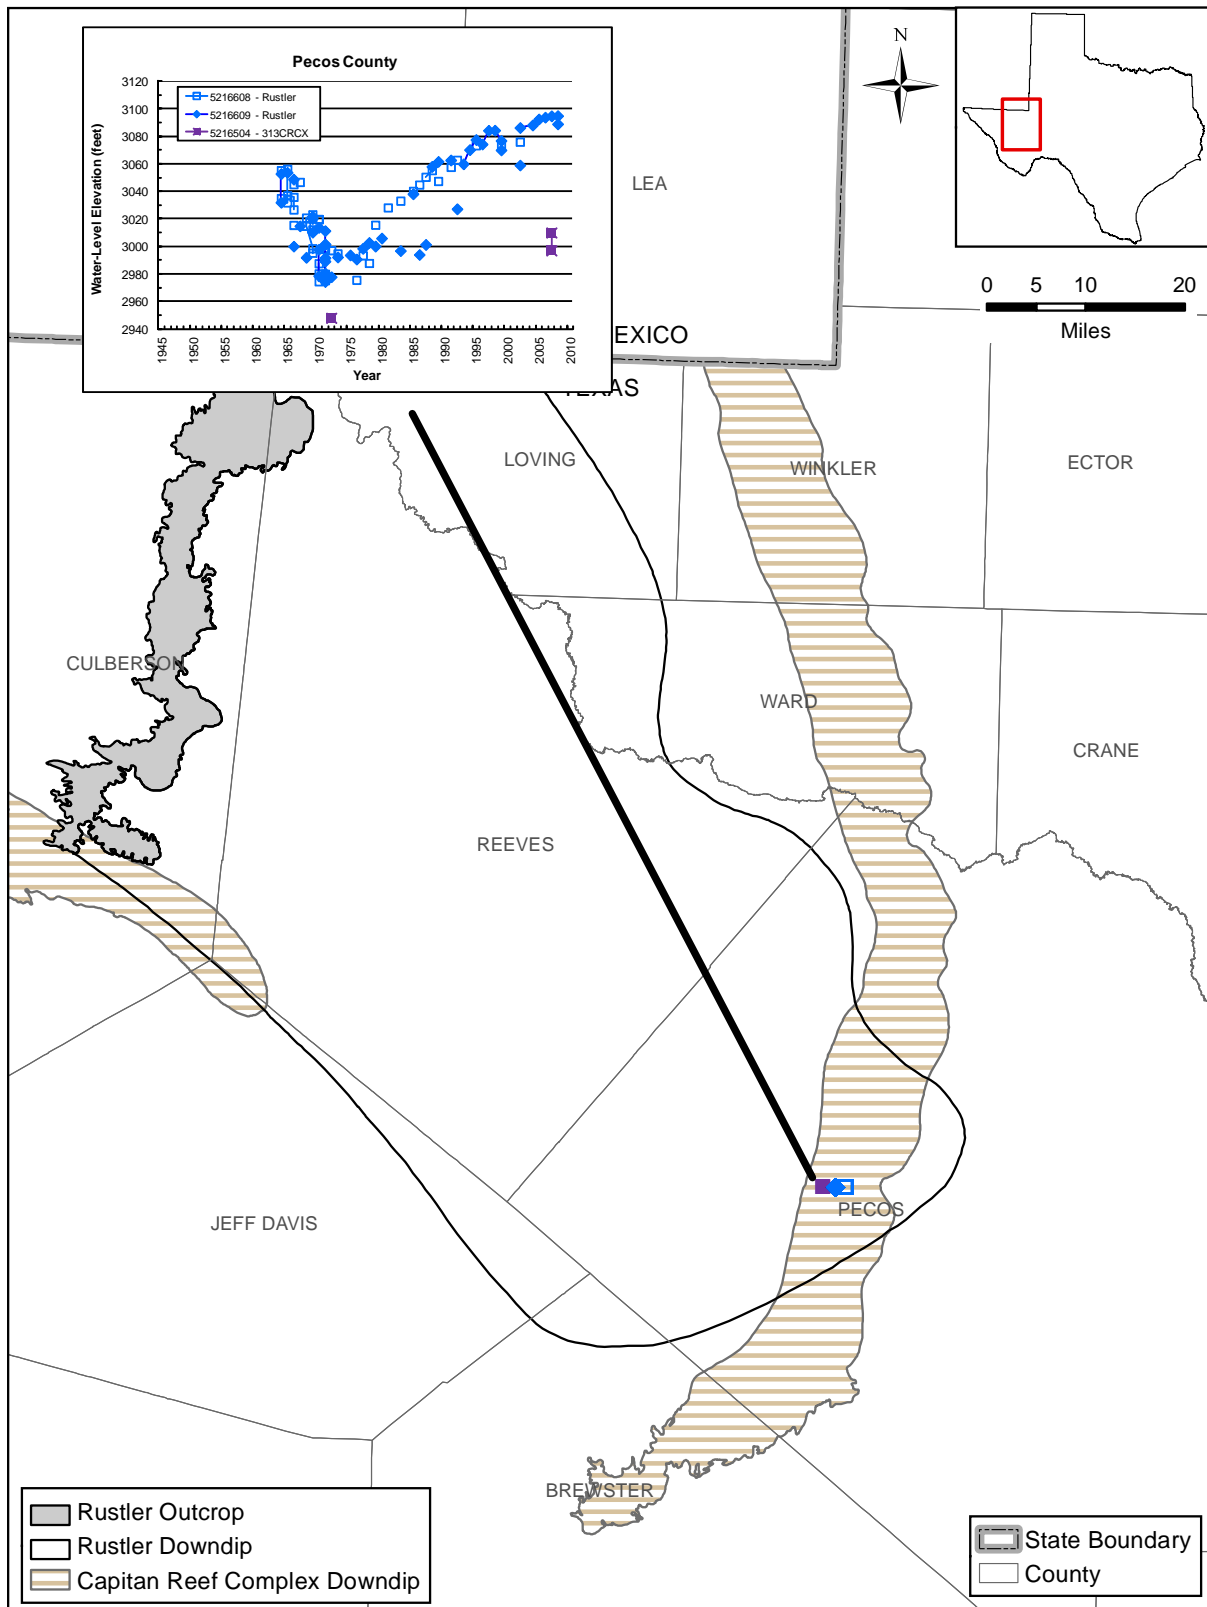 Pecos County
3120
3100
3080
3060
3040
3020
3000
2980
2960
2940
Water-Level Elevation (feet)
5216608 - Rustler
5216609 - Rustler
5216504 - 313CRCX
1945
1950
1955
1960
1965
1970
1975
1980
1985
1990
1995
2000
2005
2010
Year
N
0 5 10 20
Miles
LEA
EXICO
TEXAS
LOVING
WINKLER
ECTOR
CULBERSON
WARD
CRANE
REEVES
PECOS
JEFF DAVIS
BREWSTER
Rustler Outcrop
Rustler Downdip
Capitan Reef Complex Downdip
State Boundary
County